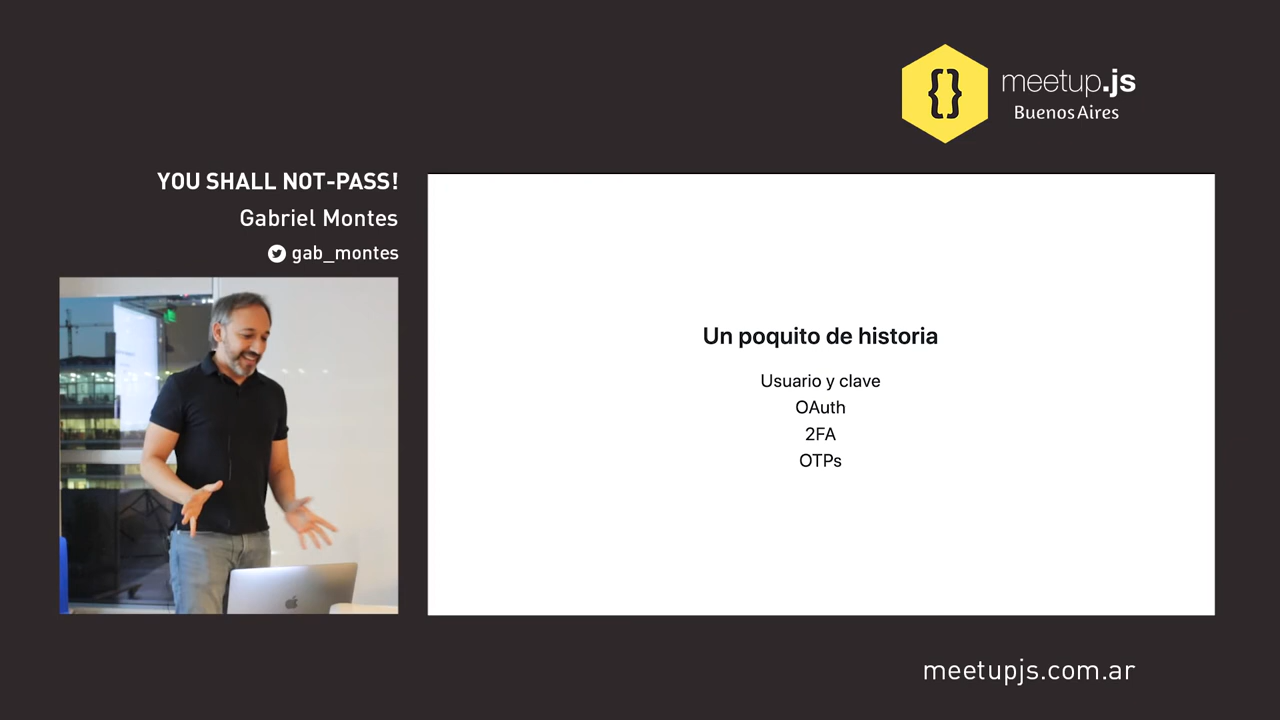 {}
meetup.js
Buenos Aires
YOU SHALL NOT-PASS!
Gabriel Montes
gab_montes
Un poquito de historia
Usuario y clave
OAuth
2FA
OTPs
meetupjs.com.ar